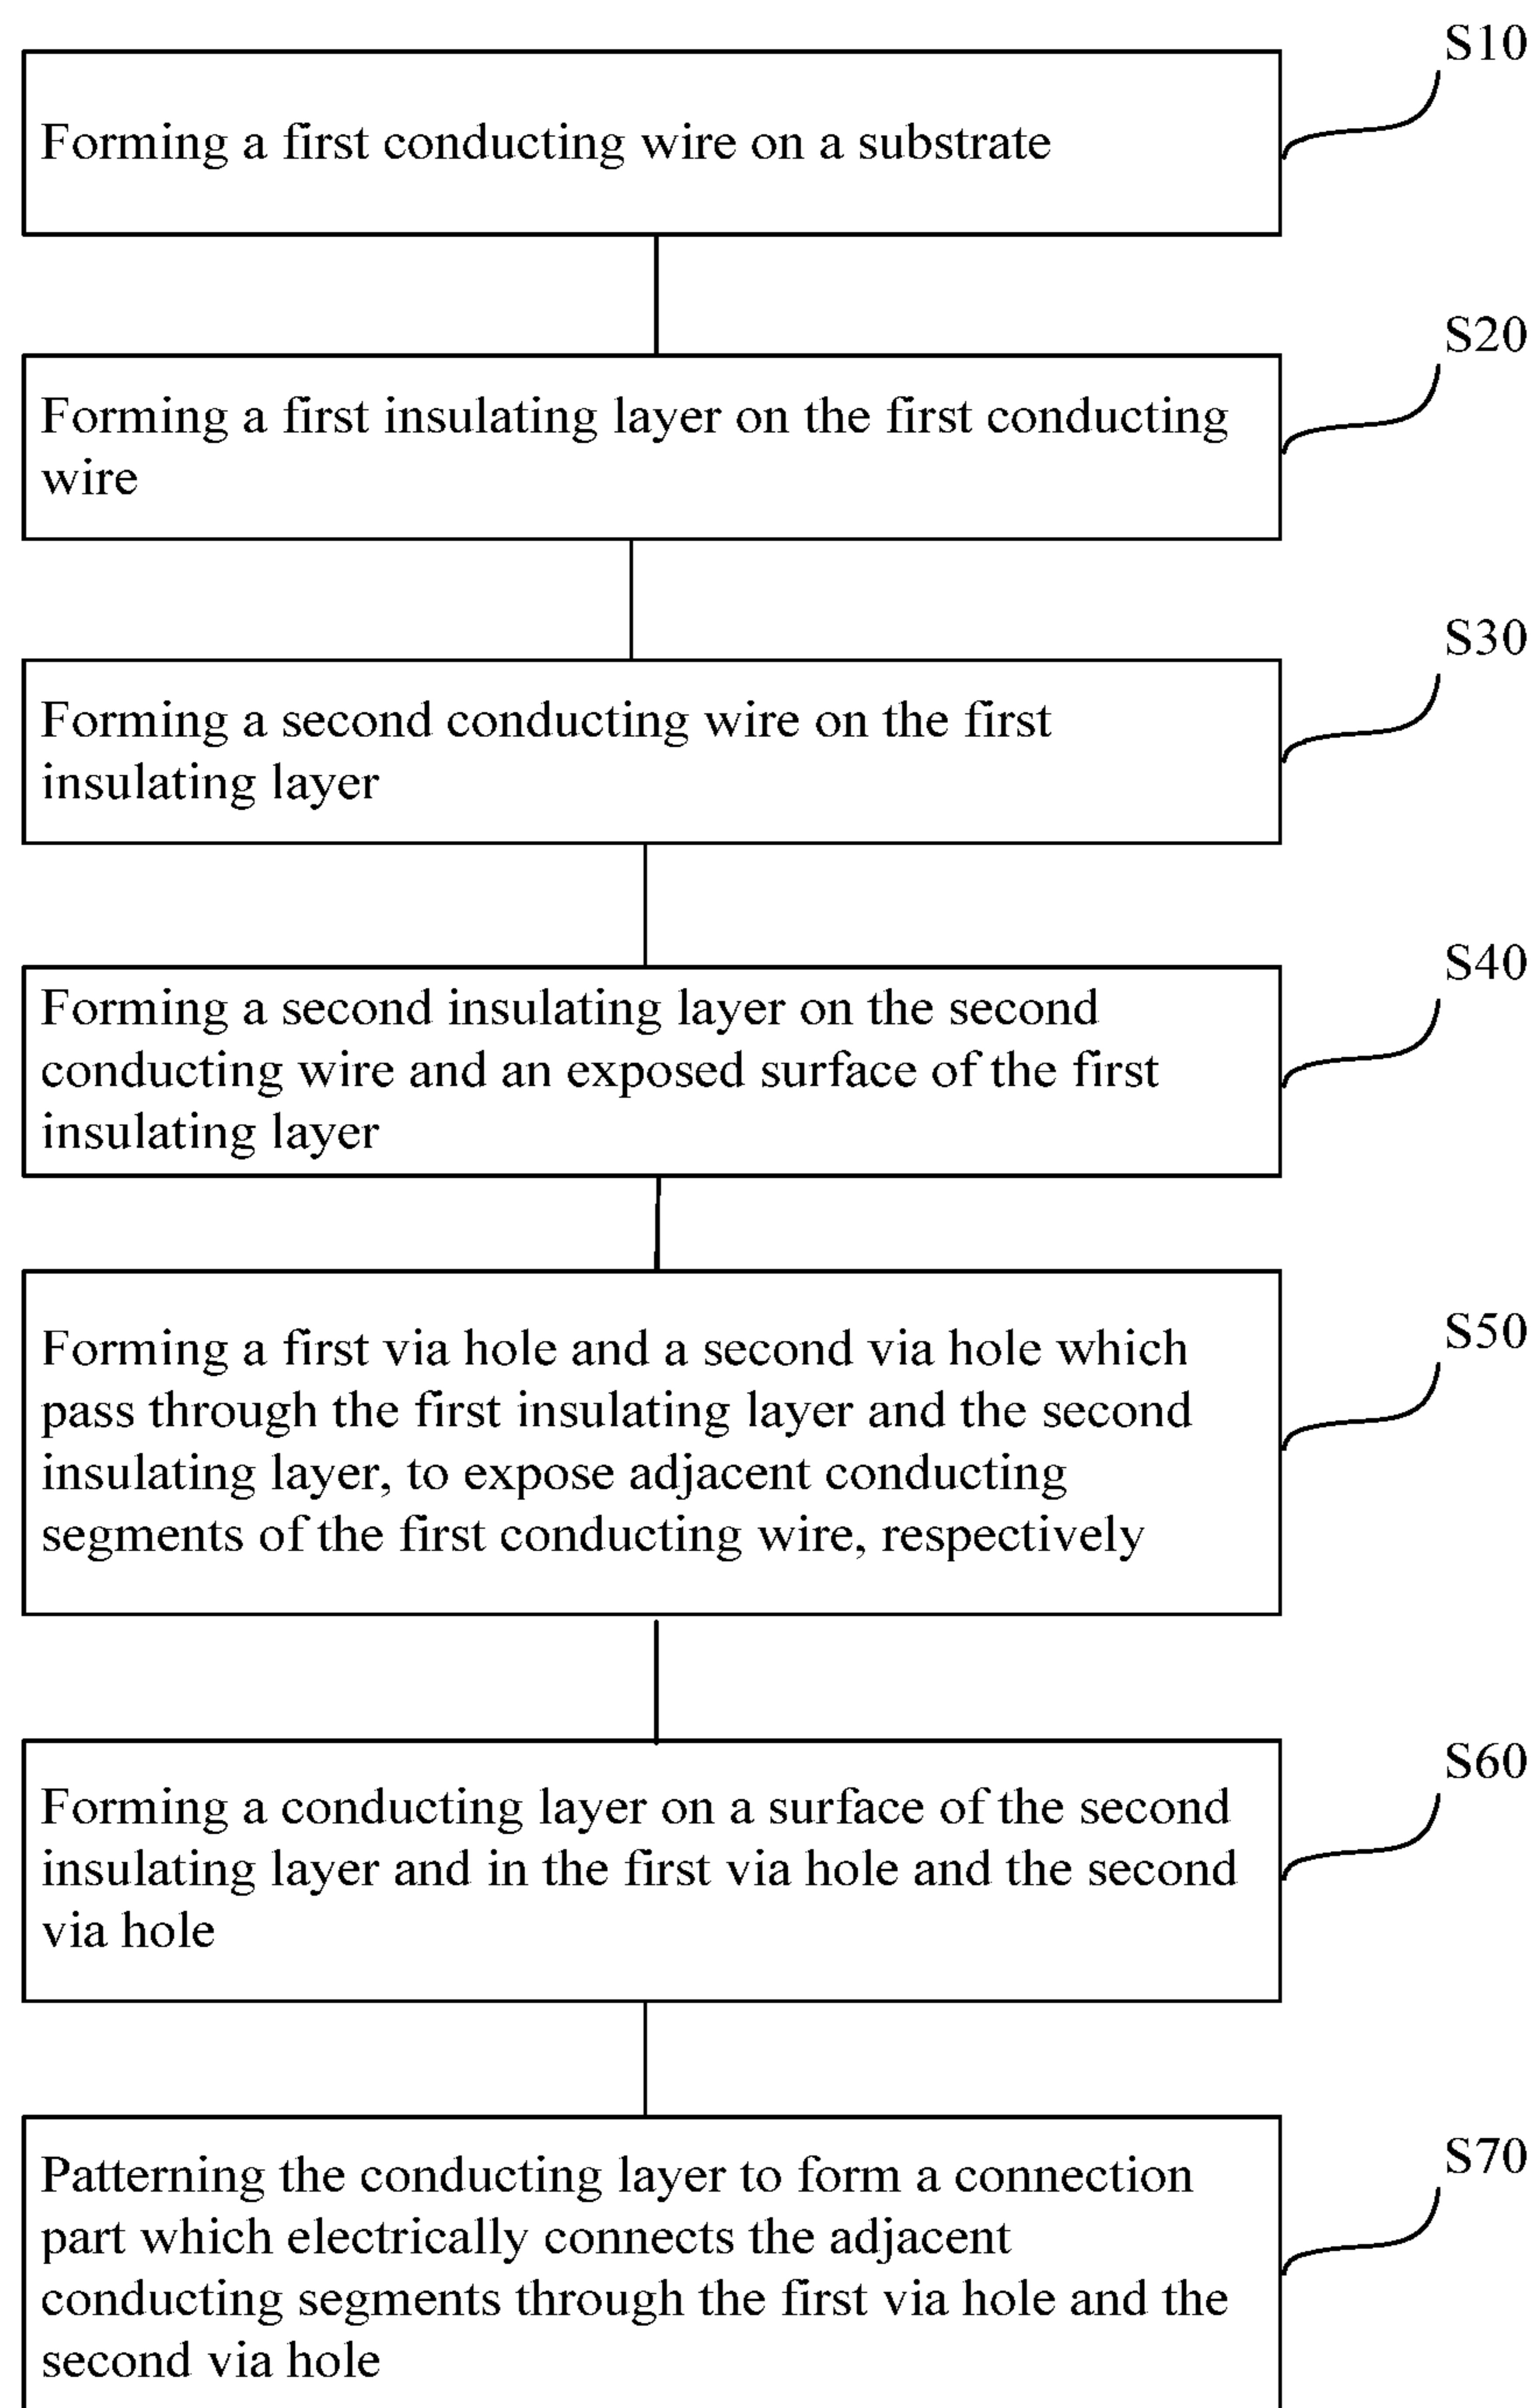 S10
Forming a first conducting wire on a substrate
S20
Forming a first insulating layer on the first conducting
wire
S30
Forming a second conducting wire on the first
insulating layer
S40
Forming a second insulating layer on the second
conducting wire and an exposed surface of the first
insulating layer
S50
Forming a first via hole and a second via hole which
pass through the first insulating layer and the second
insulating layer, to expose adjacent conducting
segments of the first conducting wire, respectively
S60
Forming a conducting layer on a surface of the second
insulating layer and in the first via hole and the second
via hole
S70
Patterning the conducting layer to form a connection
part which electrically connects the adjacent
conducting segments through the first via hole and the
second via hole